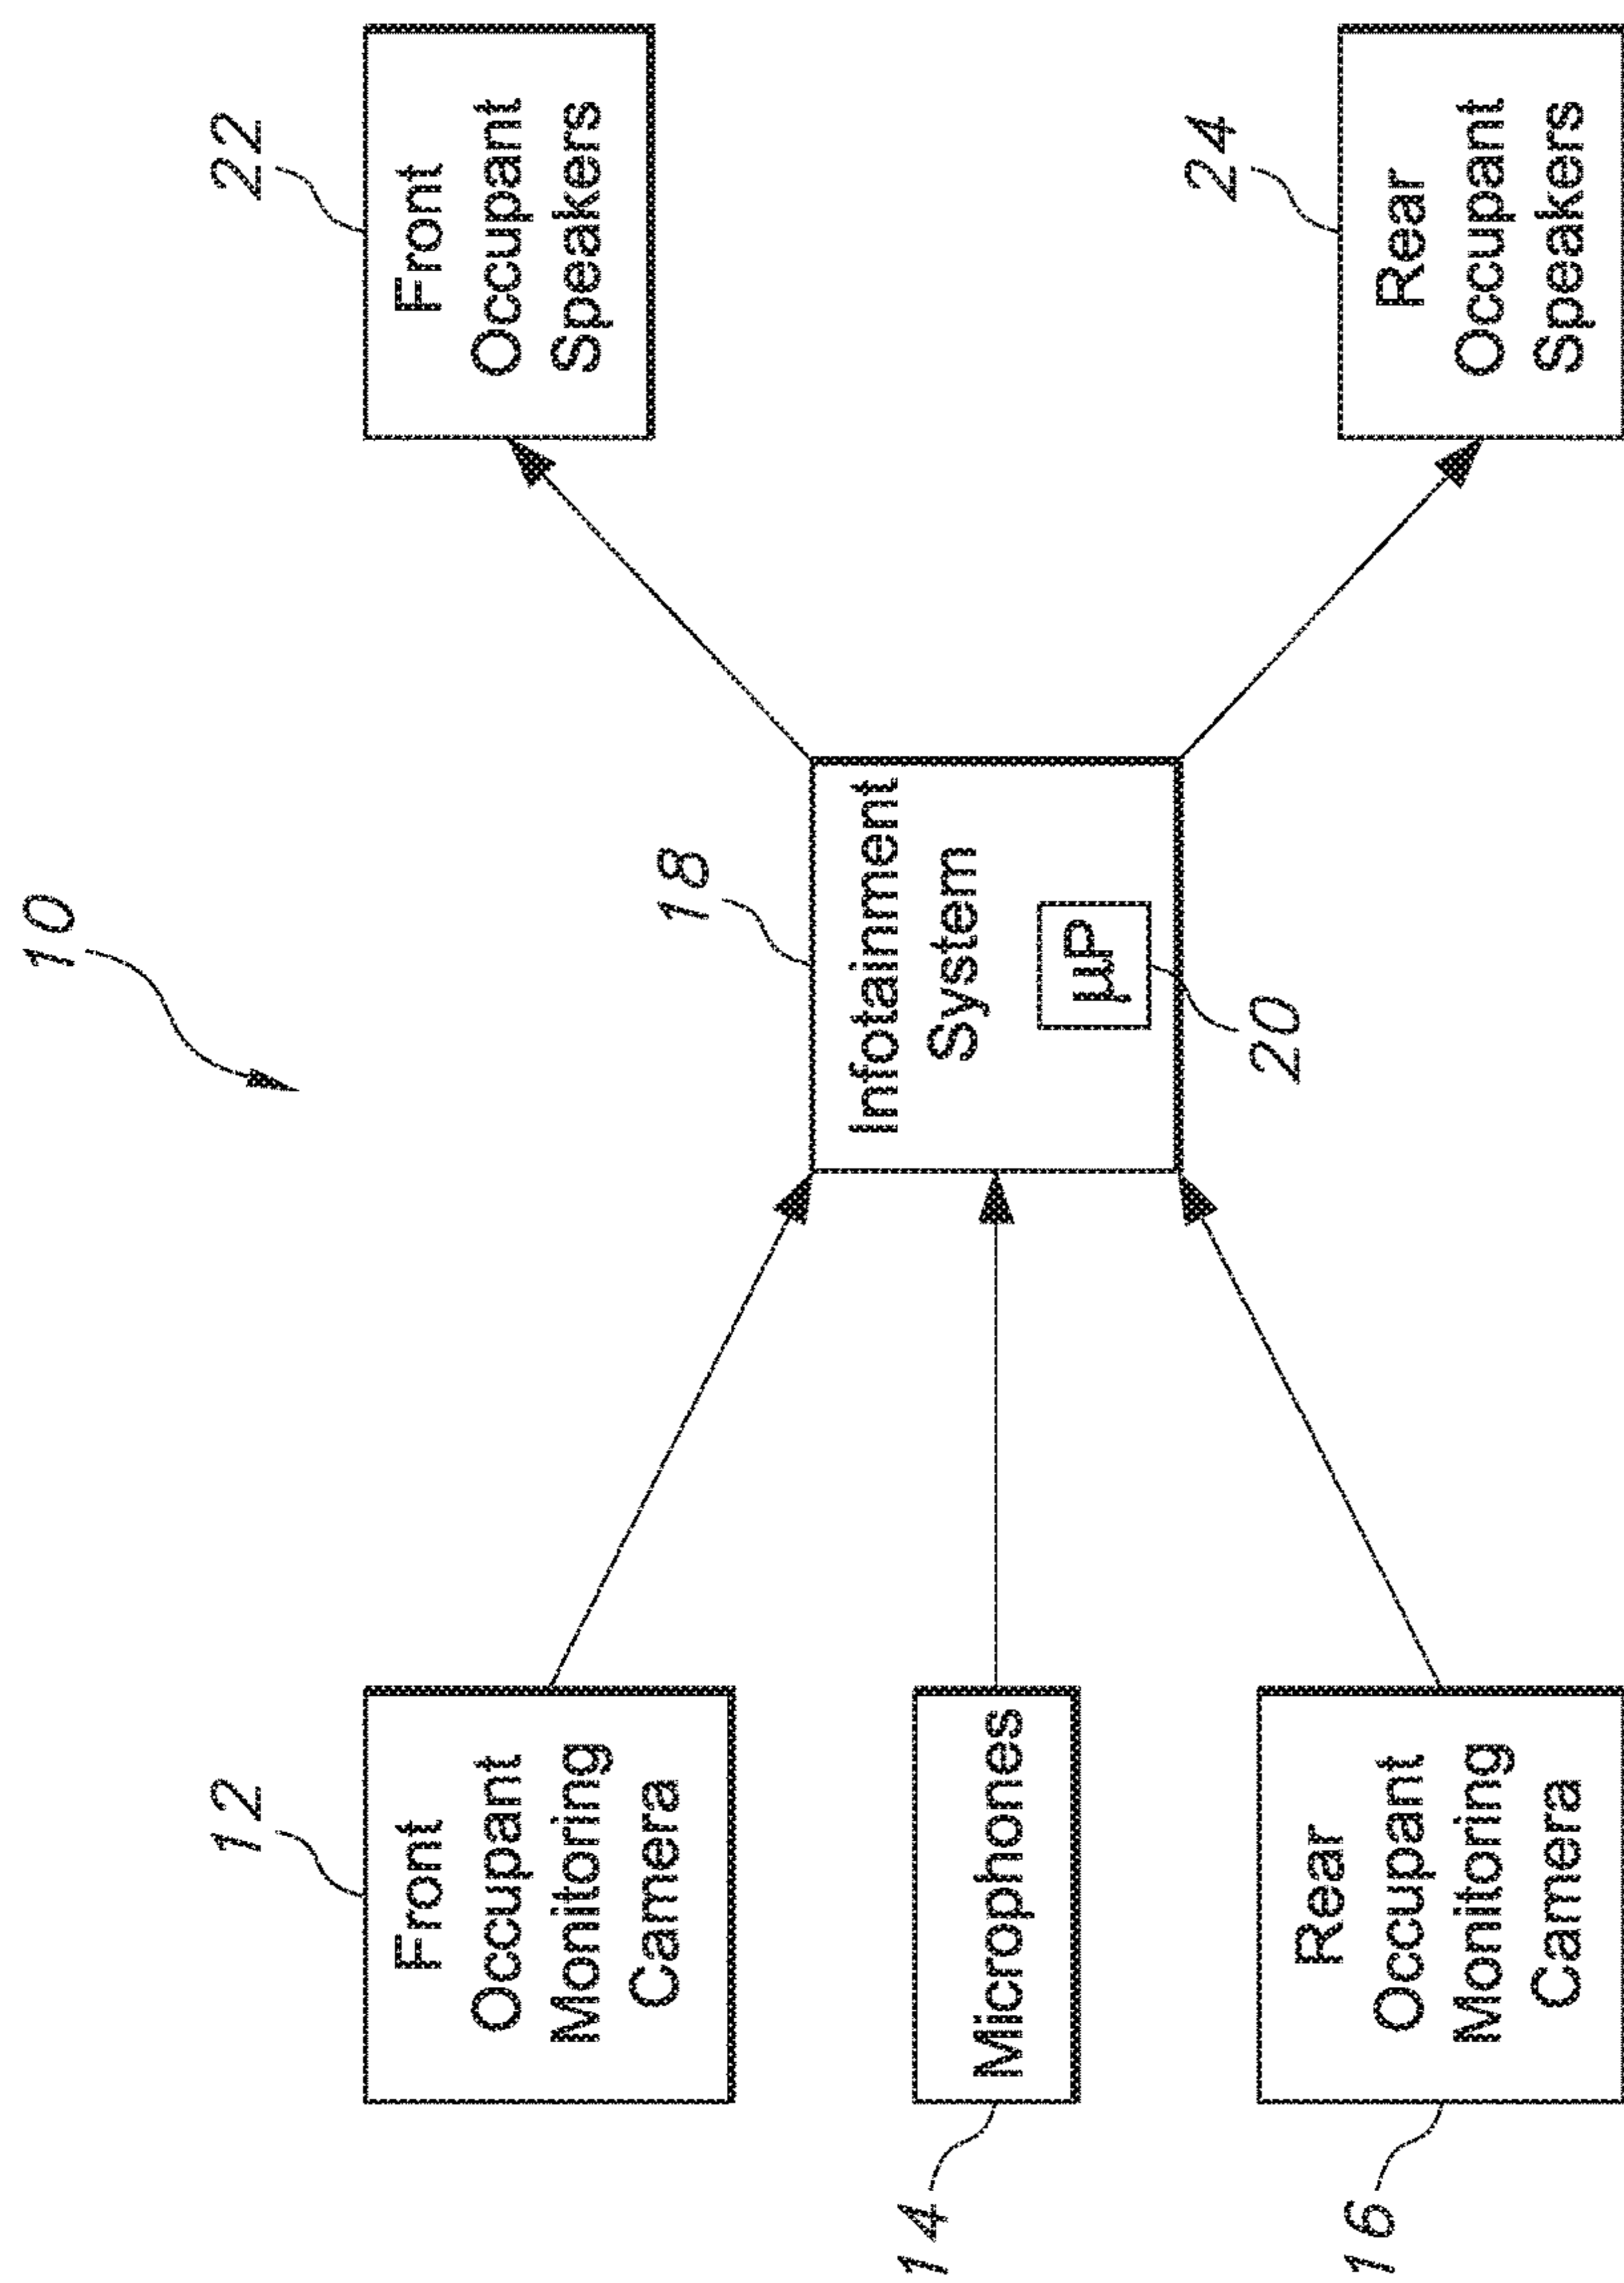 10
12
Front
Occupant
Monitoring
Camera
14
Microphones
16
Rear
Occupant
Monitoring
Camera
18
Infotainment
System
µP
20
22
Front
Occupant
Speakers
24
Rear
Occupant
Speakers